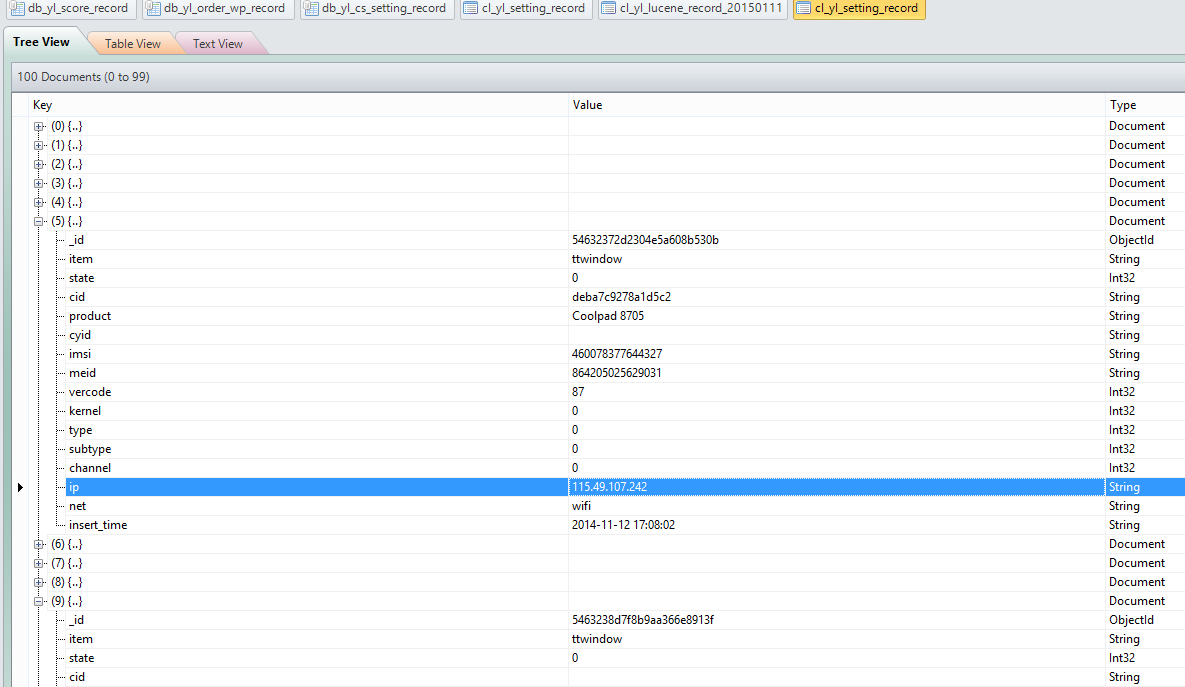 db_yl_score_record db_yl_order_wp_record db_yl_cs_setting_record cl_yl_setting_record cl_yl_lucene_record_20150111 cl_yl_setting_record
Tree View Table View Text View
100 Documents (0 to 99)
Key Value Type
(0) {..} Document
(1) {..} Document
(2) {..} Document
(3) {..} Document
(4) {..} Document
(5) {..} Document
_id 54632372d2304e5a608b530b ObjectId
item ttwindow String
state 0 Int32
cid deba7c9278a1d5c2 String
product Coolpad 8705 String
cyid String
imsi 460078377644327 String
meid 864205025629031 String
vercode 87 Int32
kernel 0 Int32
type 0 Int32
subtype 0 Int32
channel 0 Int32
ip 115.49.107.242 String
net wifi String
insert_time 2014-11-12 17:08:02 String
(6) {..} Document
(7) {..} Document
(8) {..} Document
(9) {..} Document
_id 5463238d7f8b9aa366e8913f ObjectId
item ttwindow String
state 0 Int32
cid String